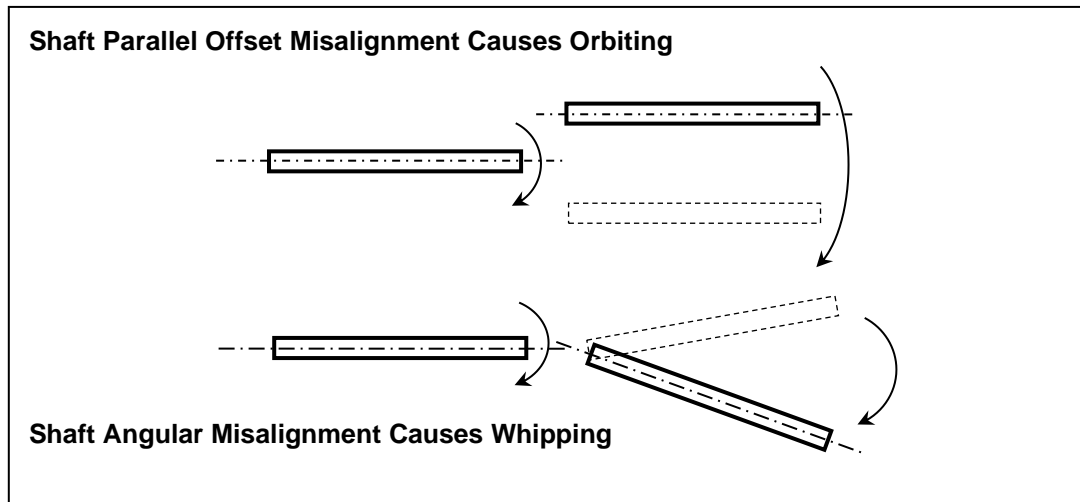 Shaft Parallel Offset Misalignment Causes Orbiting
Shaft Angular Misalignment Causes Whipping